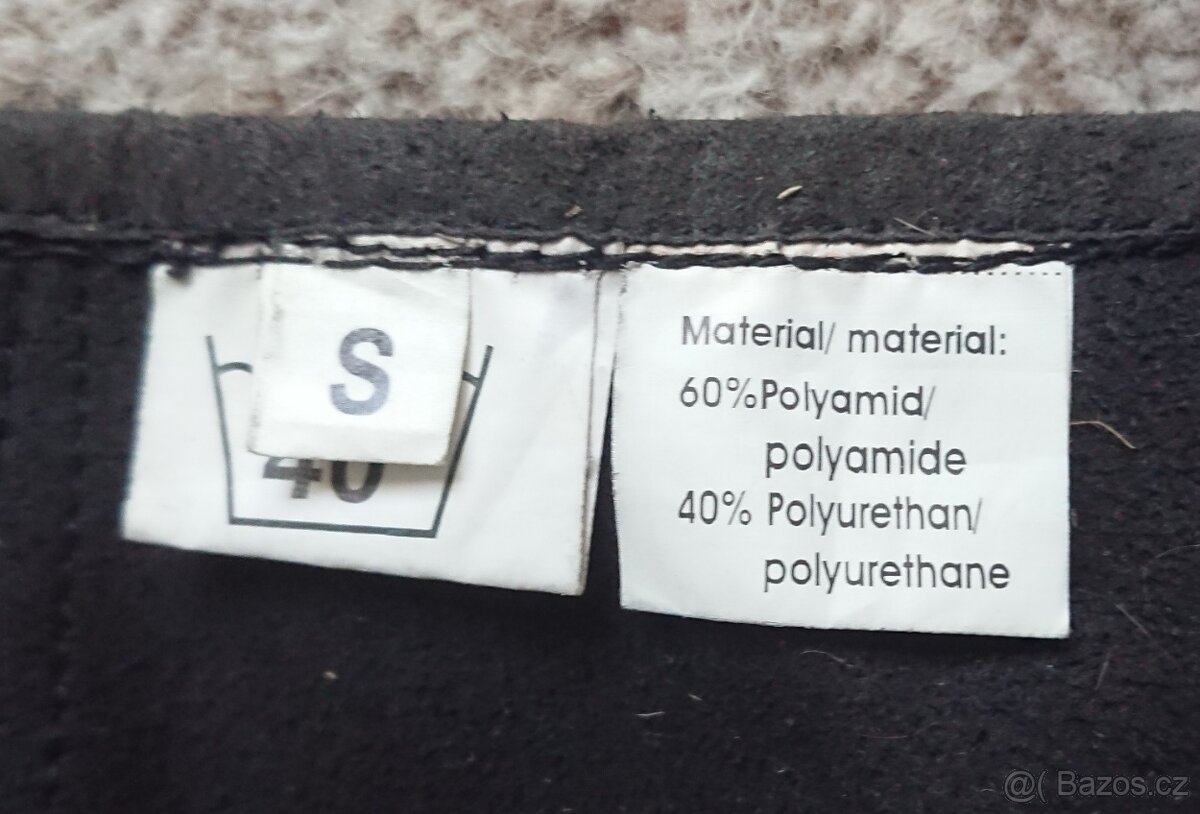 S
40
Material/ material:
60%Polyamid/
polyamide
40% Polyurethan/
polyurethane
@( Bazos.cz